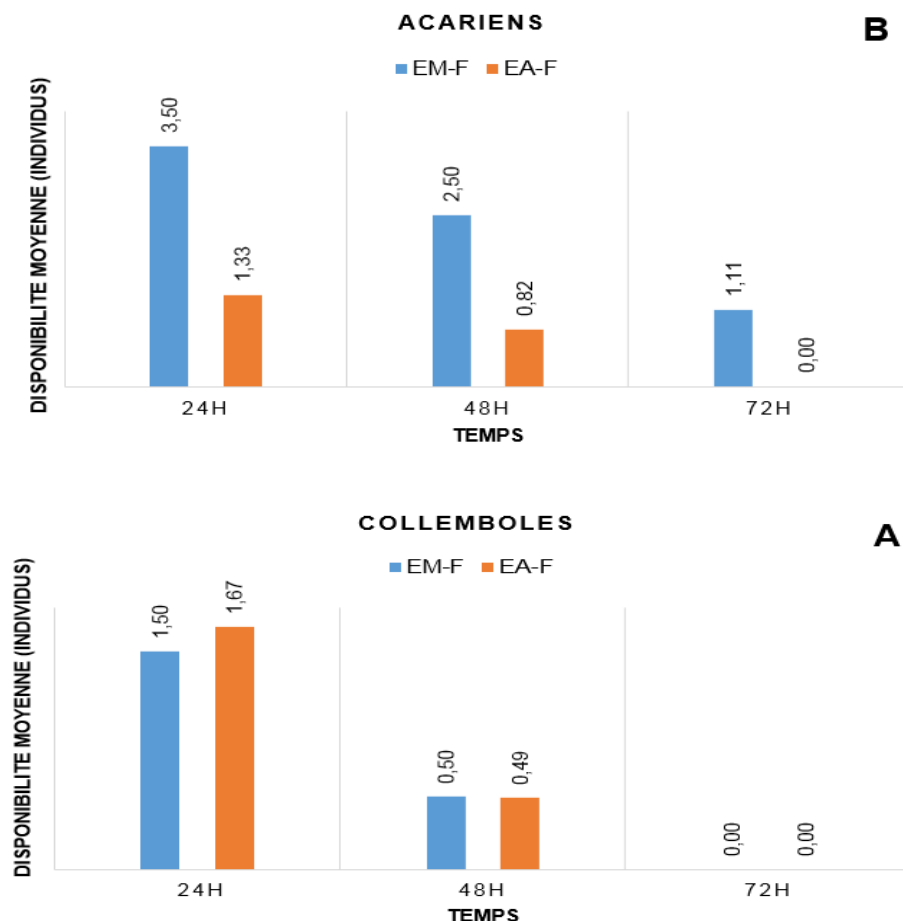 ACARIENS
B
EM-F EA-F
DISPONIBILITE MOYENNE (INDIVIDUS)
3,50
1,33
2,50
0,82
1,11
0,00
24H 48H 72H
TEMPS
COLLEMBOLES
A
EM-F EA-F
DISPONIBILITE MOYENNE (INDIVIDUS)
1,50
1,67
0,50
0,49
0,00
0,00
24H 48H 72H
TEMPS